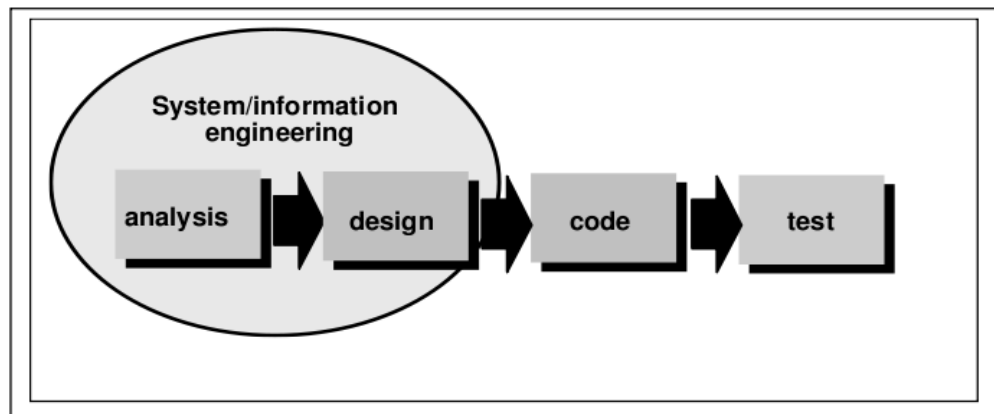 System/information
engineering
analysis
design
code
test